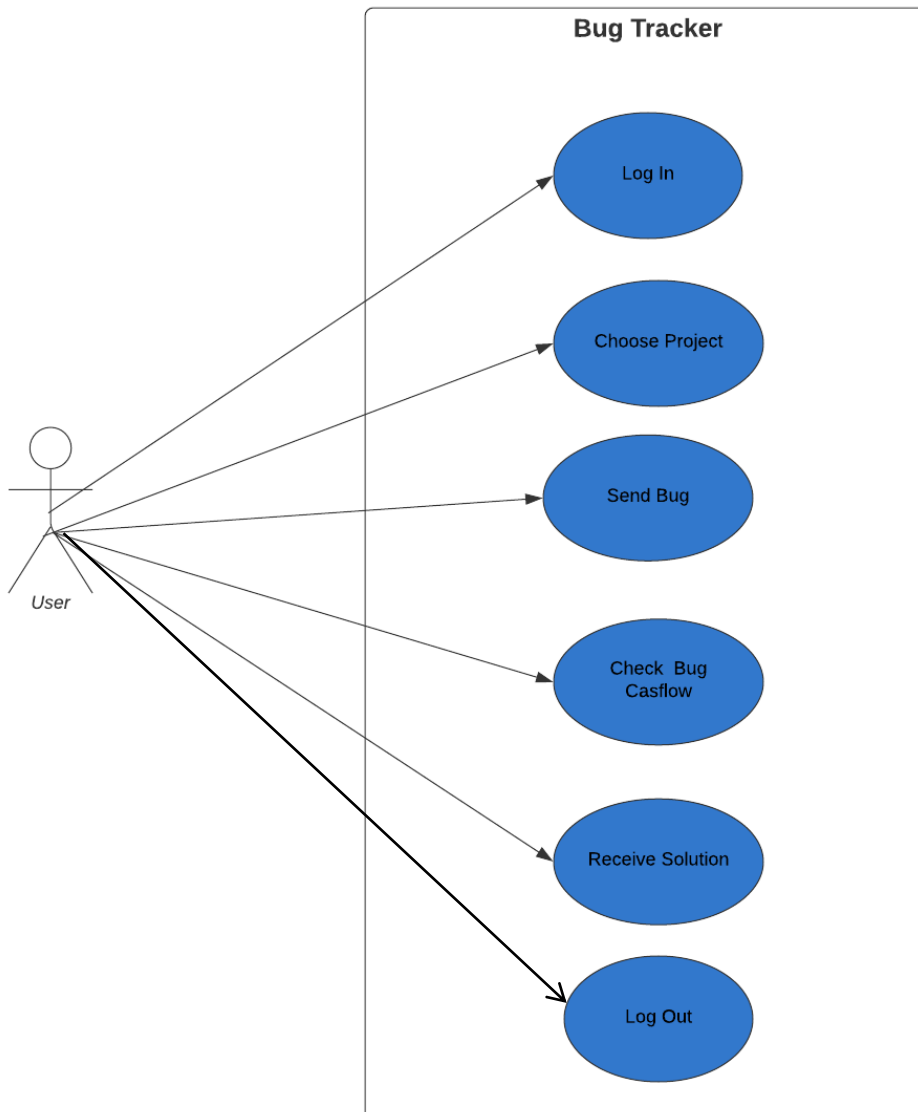 Bug Tracker
Log In
Choose Project
Send Bug
User
Check  Bug
Casflow
Receive Solution
Log Out